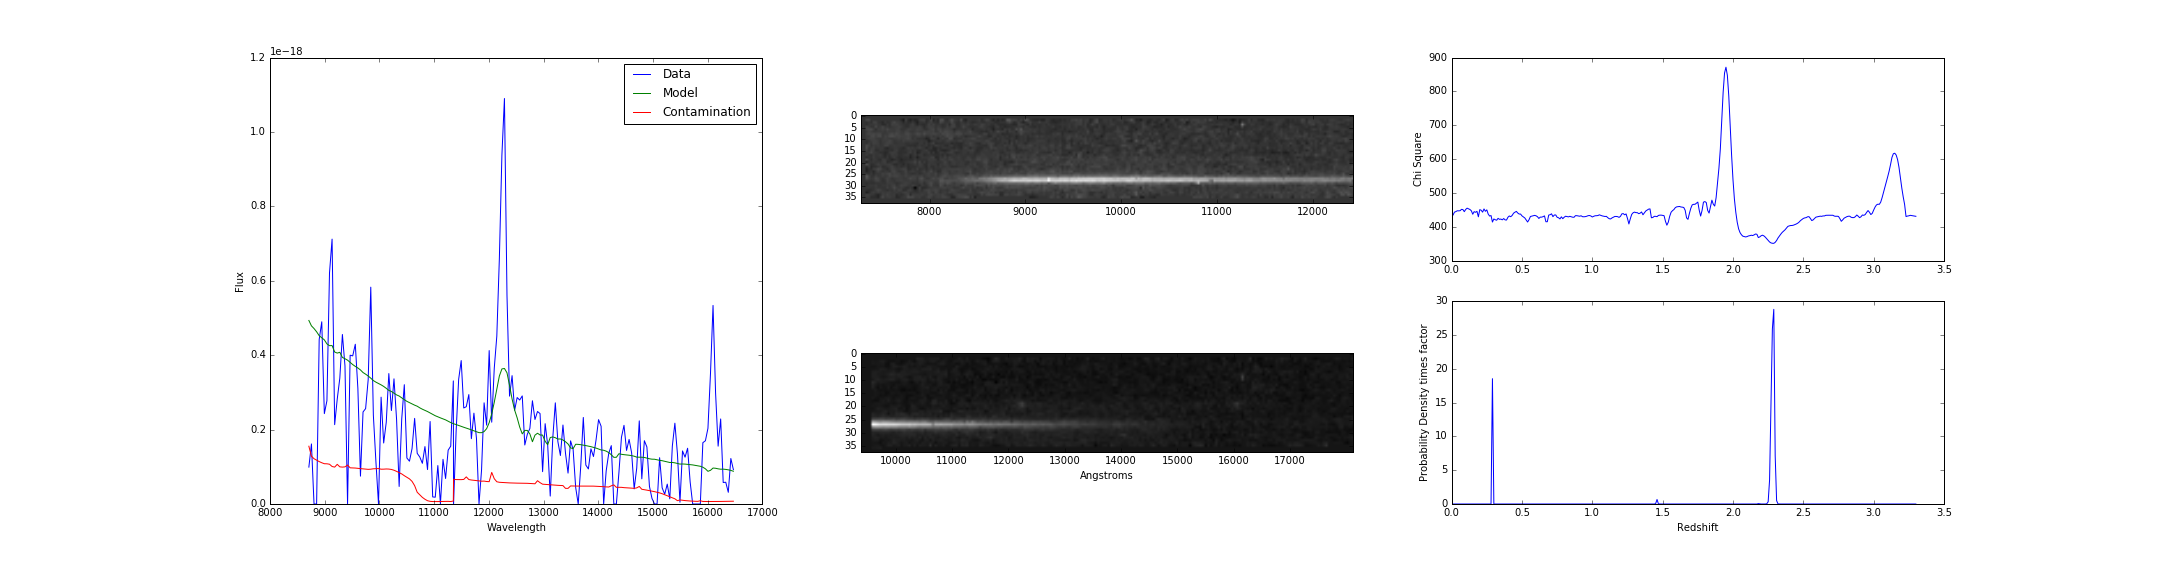 1e−18
1.2
1.0
0.8
0.6
0.4
0.2
0.0
Flux
8000 9000 10000 11000 12000 13000 14000 15000 16000 17000
Wavelength
Data
Model
Contamination
0
5
10
15
20
25
30
35
8000 9000 10000 11000 12000
0
5
10
15
20
25
30
35
10000 11000 12000 13000 14000 15000 16000 17000
Angstroms
900
800
700
600
500
400
300
Chi Square
0.0 0.5 1.0 1.5 2.0 2.5 3.0 3.5
30
25
20
15
10
5
0
Probability Density times factor
0.0 0.5 1.0 1.5 2.0 2.5 3.0 3.5
Redshift